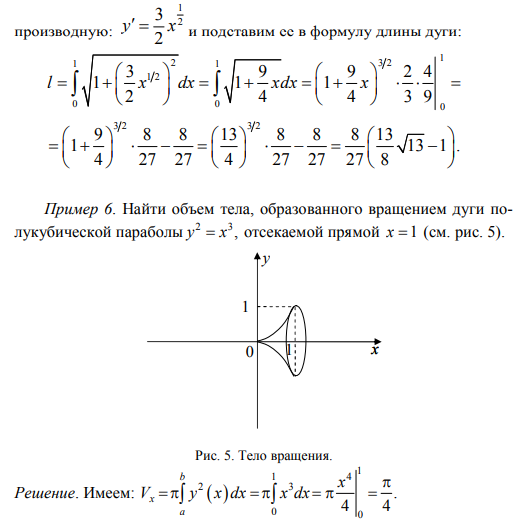 производную: y′ = 3/2 x^(1/2) и подставим ее в формулу длины дуги:
l = ∫₀¹ √(1 + (3/2 x^(1/2))²) dx = ∫₀¹ √(1 + 9/4 x) dx = (1 + 9/4 x)^(3/2) · 2/3 · 4/9 |₀¹ =
= (1 + 9/4)^(3/2) · 8/27 − 8/27 = (13/4)^(3/2) · 8/27 − 8/27 = 8/27 (13/8 √13 − 1).
Пример 6. Найти объем тела, образованного вращением дуги по-
лукубической параболы y² = x³, отсекаемой прямой x = 1 (см. рис. 5).
y
1
0 1 x
Рис. 5. Тело вращения.
Решение. Имеем: Vₓ = π ∫ₐᵇ y²(x) dx = π ∫₀¹ x³ dx = π x⁴/4 |₀¹ = π/4.